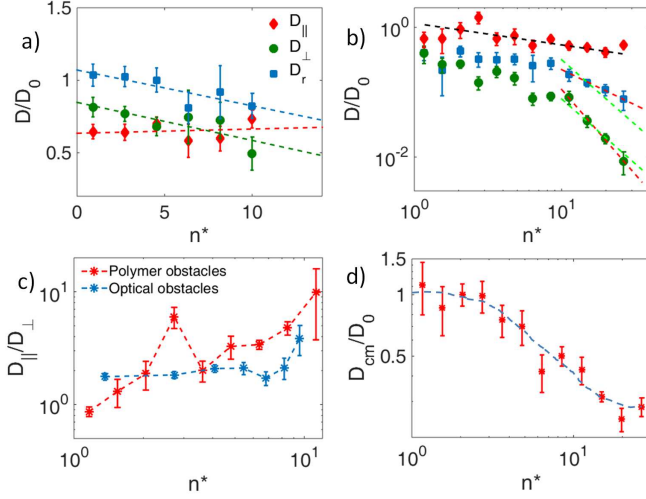 1.5
a)
D∥
D⊥
Dr
1
D/D0
0.5
0
5
10
n*
b)
10^0
D/D0
10^-2
10^0
10^1
n*
c)
Polymer obstacles
Optical obstacles
10^1
D∥/D⊥
10^0
10^0
10^1
n*
d)
1.5
1
Dcm/D0
0.5
10^0
10^1
n*